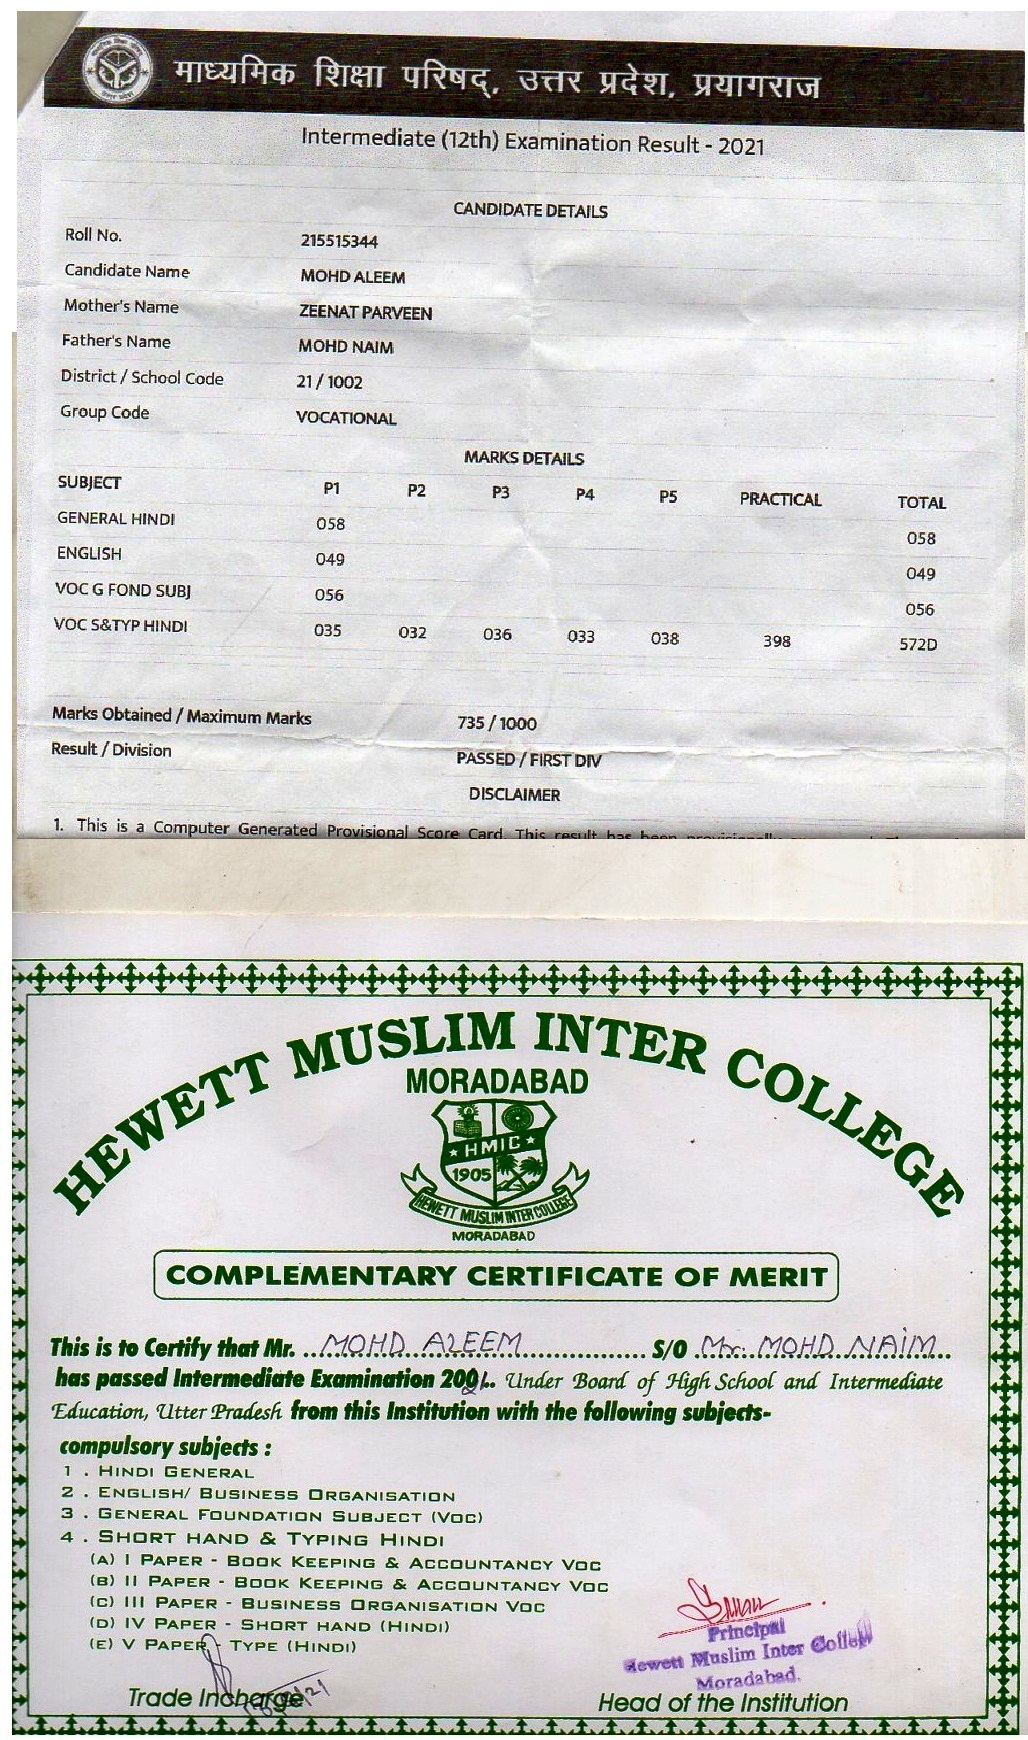 माध्यमिक शिक्षा परिषद्, उत्तर प्रदेश, प्रयागराज
Intermediate (12th) Examination Result - 2021
CANDIDATE DETAILS
Roll No. 215515344
Candidate Name MOHD ALEEM
Mother's Name ZEENAT PARVEEN
Father's Name MOHD NAIM
District / School Code 21 / 1002
Group Code VOCATIONAL
MARKS DETAILS
SUBJECT P1 P2 P3 P4 P5 PRACTICAL TOTAL
GENERAL HINDI 058 058
ENGLISH 049 049
VOC G FOND SUBJ 056 056
VOC S&TYP HINDI 035 032 036 033 038 398 572D
Marks Obtained / Maximum Marks 735 / 1000
Result / Division PASSED / FIRST DIV
DISCLAIMER
1. This is a Computer Generated Provisional Score Card. This result has been provisionally
HEWETT MUSLIM INTER COLLEGE
MORADABAD
★ HMIC ★
1905
HEWETT MUSLIM INTER COLLEGE
MORADABAD
COMPLEMENTARY CERTIFICATE OF MERIT
This is to Certify that Mr. MOHD ALEEM S/O Mr. MOHD NAIM
has passed Intermediate Examination 2021. Under Board of High School and Intermediate
Education, Utter Pradesh from this Institution with the following subjects-
compulsory subjects :
1 . HINDI GENERAL
2 . ENGLISH/ BUSINESS ORGANISATION
3 . GENERAL FOUNDATION SUBJECT (VOC)
4 . SHORT HAND & TYPING HINDI
(A) I PAPER - BOOK KEEPING & ACCOUNTANCY VOC
(B) II PAPER - BOOK KEEPING & ACCOUNTANCY VOC
(C) III PAPER - BUSINESS ORGANISATION VOC
(D) IV PAPER - SHORT HAND (HINDI)
(E) V PAPER - TYPE (HINDI)
Principal
Hewett Muslim Inter College
Moradabad.
Trade Incharge
Head of the Institution